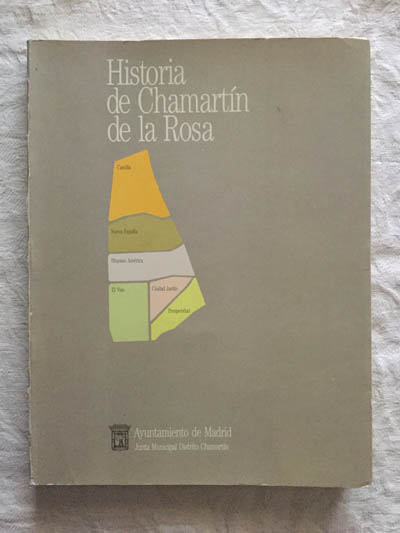 Historia
de Chamartín
de la Rosa
Castilla
Nueva España
Hispano América
El Viso
Ciudad Jardín
Prosperidad
Ayuntamiento de Madrid
Junta Municipal Distrito Chamartín